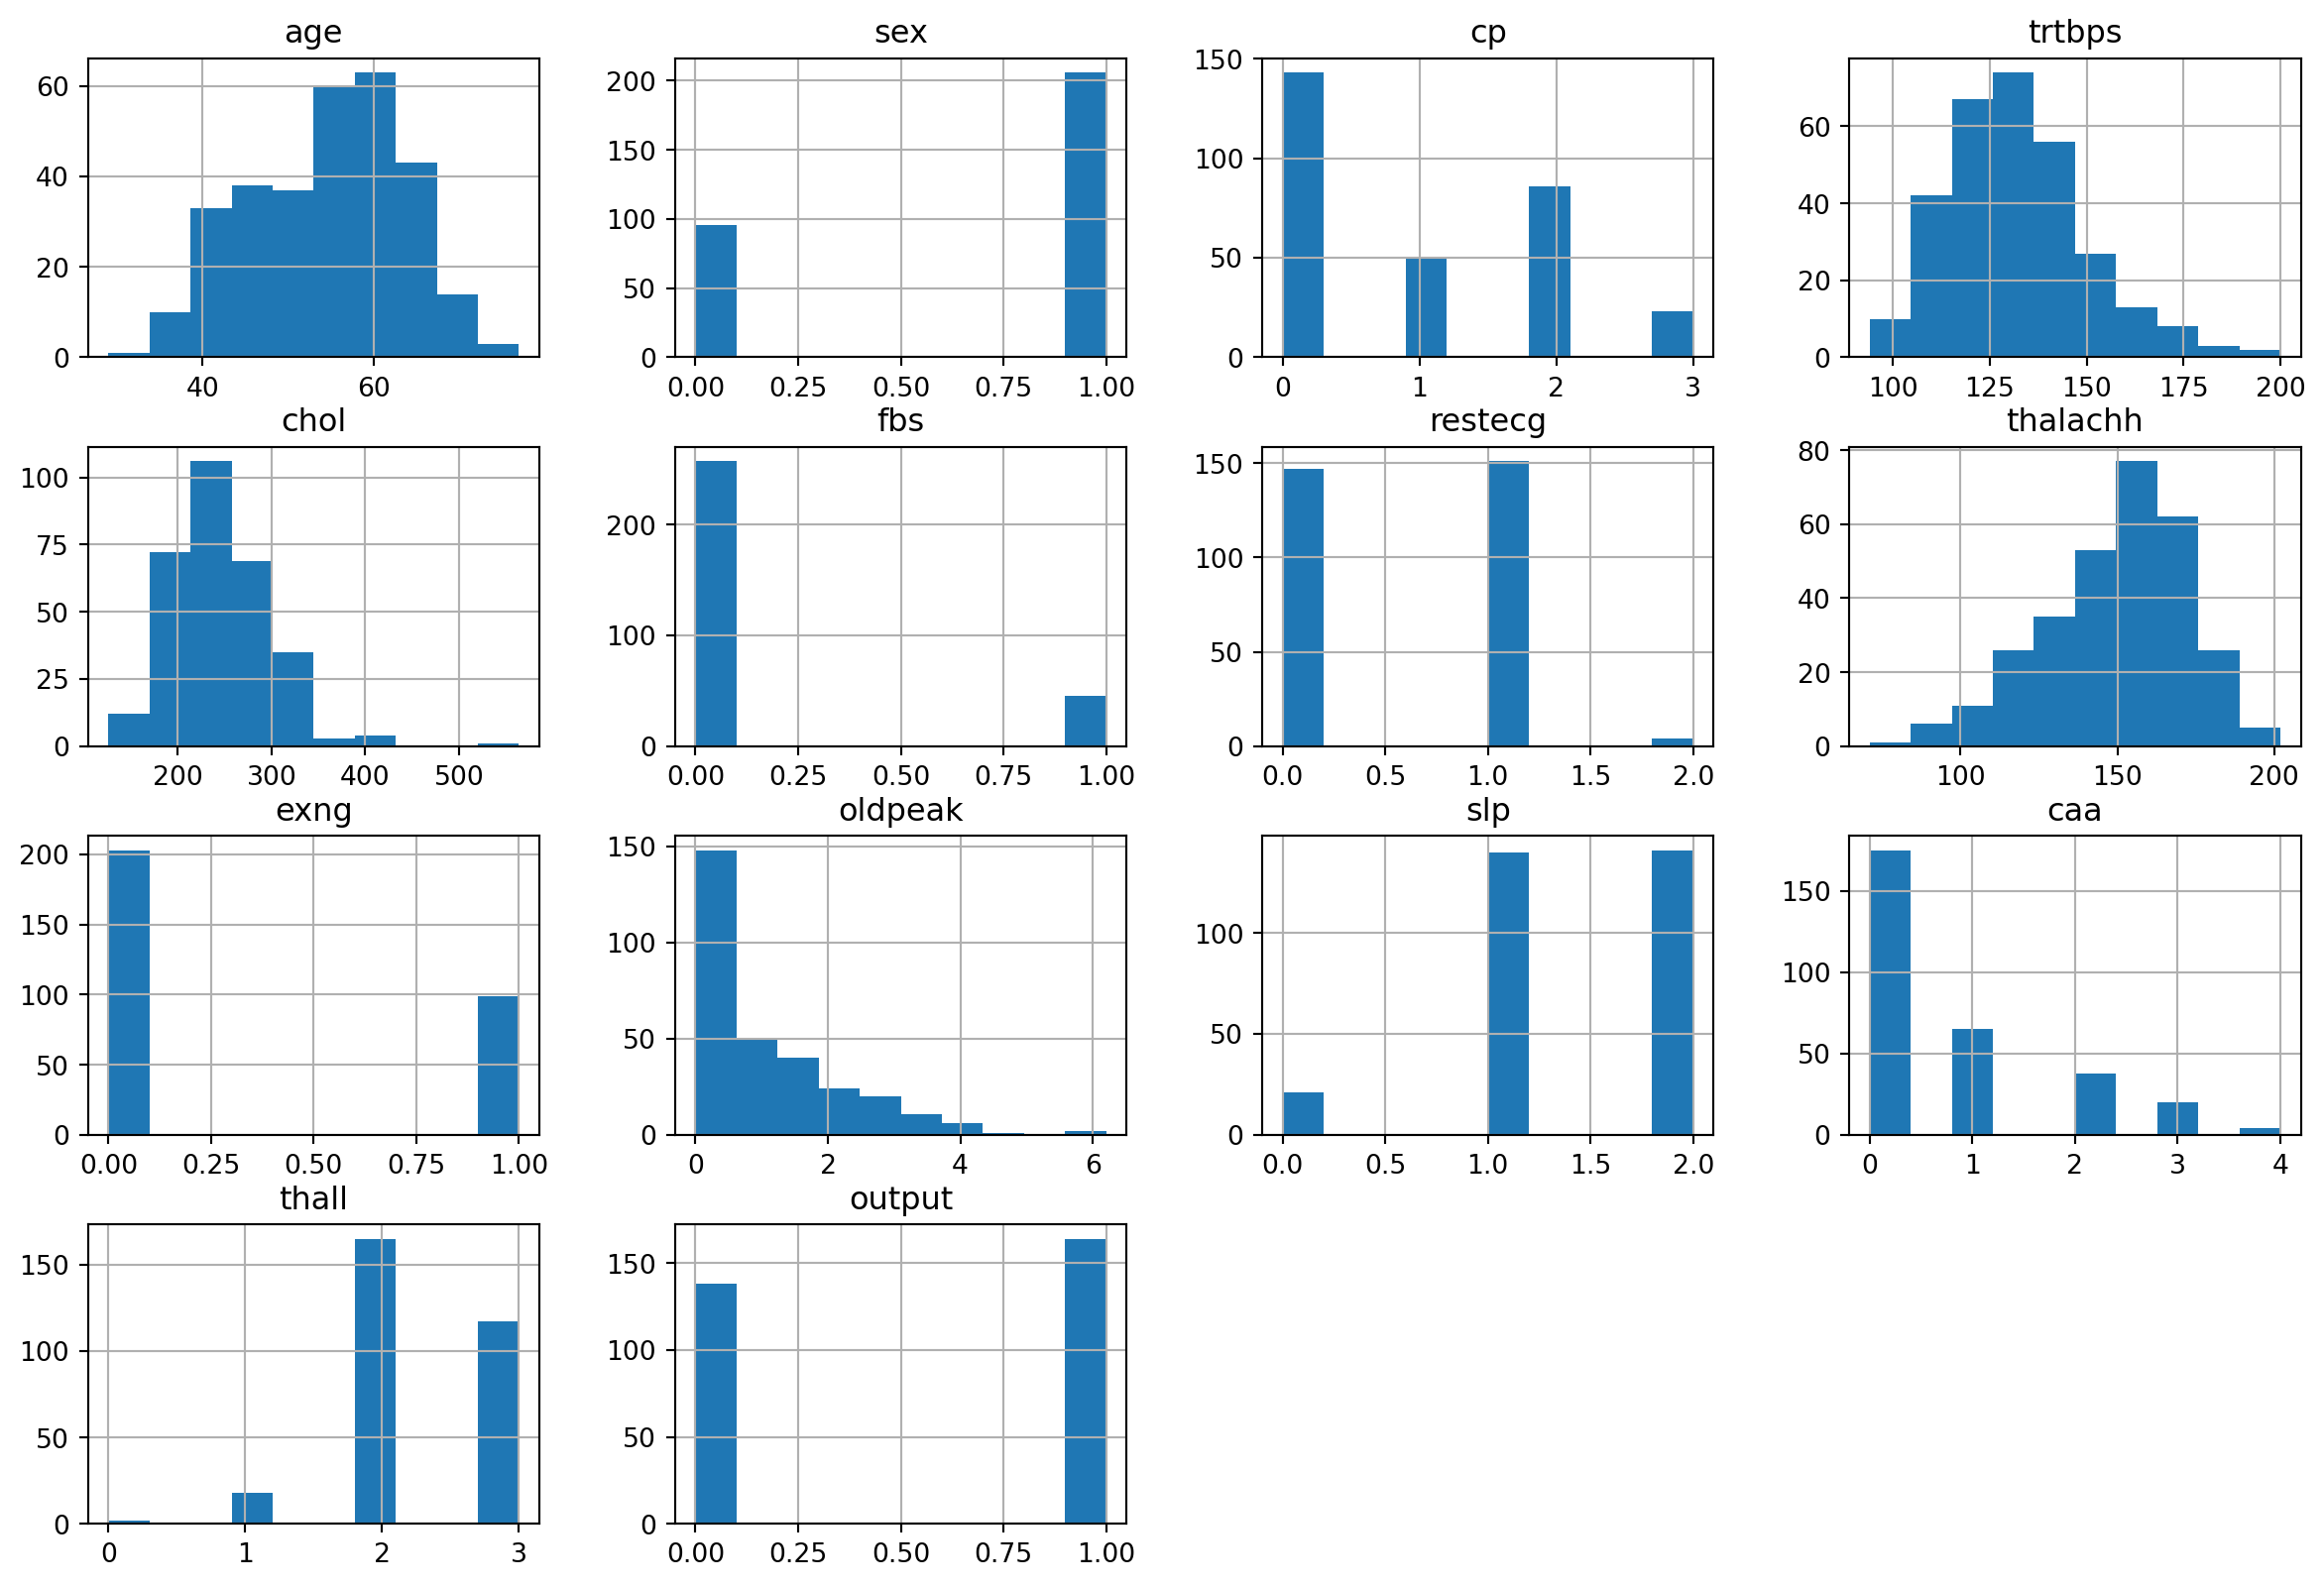 age sex cp trtbps
60 40 20 0
40 60
200 150 100 50 0
0.00 0.25 0.50 0.75 1.00
150 100 50 0
0 1 2 3
60 40 20 0
100 125 150 175 200
chol fbs restecg thalachh
100 75 50 25 0
200 300 400 500
200 100 0
0.00 0.25 0.50 0.75 1.00
150 100 50 0
0.0 0.5 1.0 1.5 2.0
80 60 40 20 0
100 150 200
exng oldpeak slp caa
200 150 100 50 0
0.00 0.25 0.50 0.75 1.00
150 100 50 0
0 2 4 6
100 50 0
0.0 0.5 1.0 1.5 2.0
150 100 50 0
0 1 2 3 4
thall output
150 100 50 0
0 1 2 3
150 100 50 0
0.00 0.25 0.50 0.75 1.00